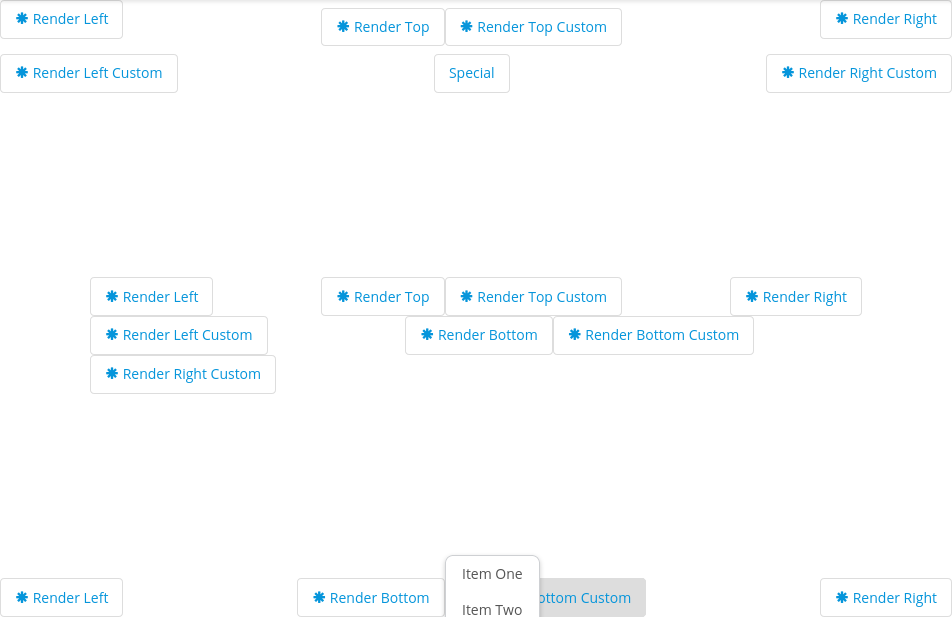 Render Left
Render Top
Render Top Custom
Render Right
Render Left Custom
Special
Render Right Custom
Render Left
Render Top
Render Top Custom
Render Right
Render Left Custom
Render Bottom
Render Bottom Custom
Render Right Custom
Item One
Render Left
Render Bottom
ottom Custom
Render Right
Item Two